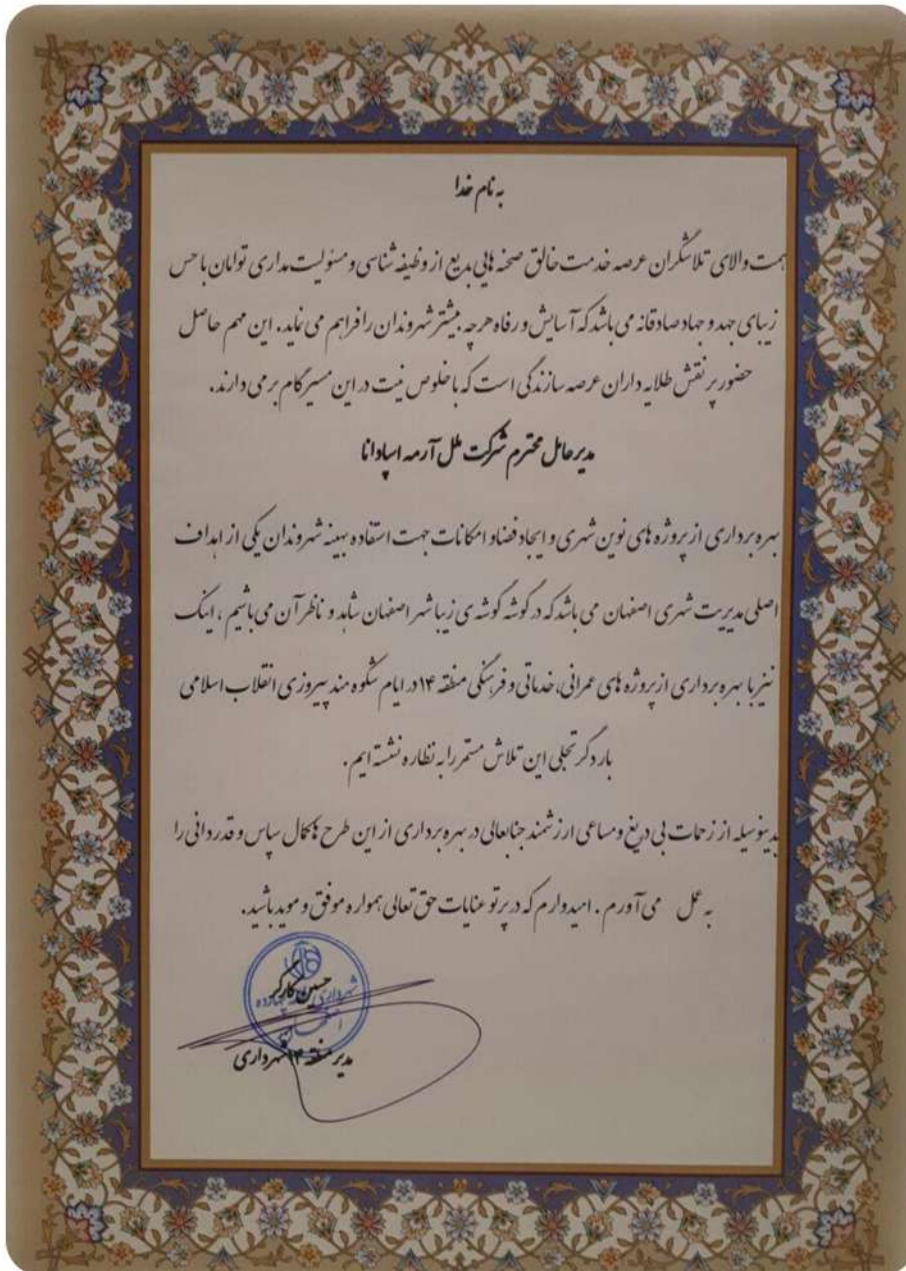 به نام خدا
همت والای تلاشگران عرصه خدمت خالق صحنه هایی بدیع از وظیفه شناسی و مسئولیت مداری توامان با حس
زیبای جهد و جهاد صادقانه می باشد که آسایش و رفاه هرچه بیشتر شهروندان را فراهم می نماید. این مهم حاصل
حضور پر نقش طلایه داران عرصه سازندگی است که با خلوص نیت در این مسیر گام برمی دارند.
مدیرعامل محترم شرکت ملل آرمه اسپادانا
بهره برداری از پروژه های نوین شهری و ایجاد فضا و امکانات جهت استفاده بهینه شهروندان یکی از اهداف
اصلی مدیریت شهری اصفهان می باشد که در گوشه گوشه ی زیبا شهر اصفهان شاهد و ناظر آن می باشیم ، اینک
نیز با بهره برداری از پروژه های عمرانی، خدماتی و فرهنگی منطقه ۱۴ در ایام شکوه مند پیروزی انقلاب اسلامی
بار دگر تجلی این تلاش مستمر را به نظاره نشسته ایم .
بدینوسیله از زحمات بی دریغ و مساعی ارزشمند جنابعالی در بهره برداری از این طرح ها کمال سپاس و قدردانی را
به عمل می آورم . امیدوارم که در پرتو عنایات حق تعالی همواره موفق و موید باشید.
حسین کارگر
شهرداری
مدیر منطقه ۱۴ شهرداری